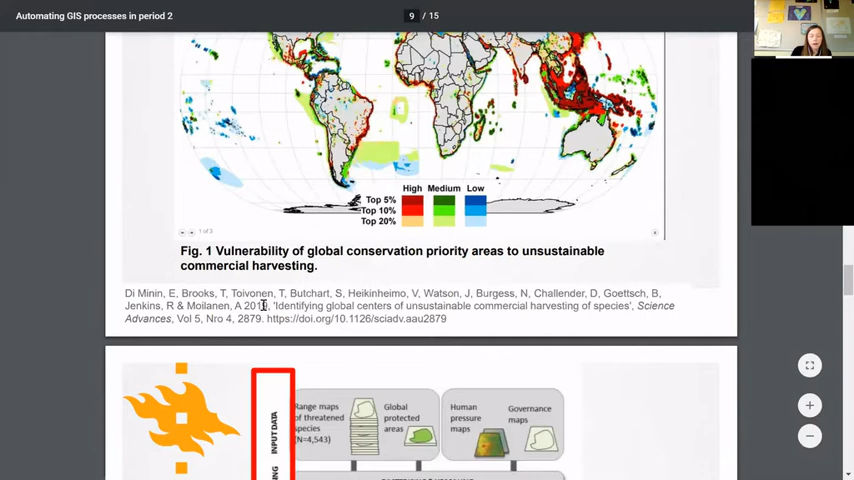 Automating GIS processes in period 2
9 / 15
High Medium Low
Top 5%
Top 10%
Top 20%
1 of 3
Fig. 1 Vulnerability of global conservation priority areas to unsustainable
commercial harvesting.
Di Minin, E, Brooks, T, Toivonen, T, Butchart, S, Heikinheimo, V, Watson, J, Burgess, N, Challender, D, Goettsch, B,
Jenkins, R & Moilanen, A 2019, 'Identifying global centers of unsustainable commercial harvesting of species', Science
Advances, Vol 5, Nro 4, 2879. https://doi.org/10.1126/sciadv.aau2879
INPUT DATA
Range maps
of threatened
species
(N=4,543)
Global
protected
areas
Human
pressure
maps
Governance
maps